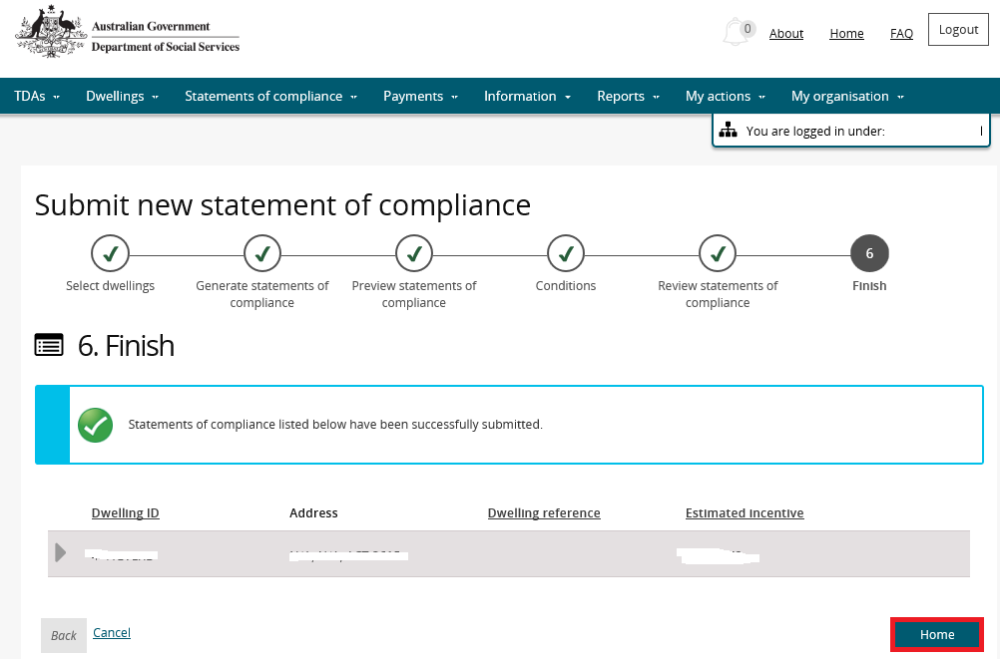 Australian Government
Department of Social Services
0
About
Home
FAQ
Logout
TDAs
Dwellings
Statements of compliance
Payments
Information
Reports
My actions
My organisation
You are logged in under:
Submit new statement of compliance
6
Select dwellings
Generate statements of
compliance
Preview statements of
compliance
Conditions
Review statements of
compliance
Finish
6. Finish
Statements of compliance listed below have been successfully submitted.
Dwelling ID
Address
Dwelling reference
Estimated incentive
Back
Cancel
Home